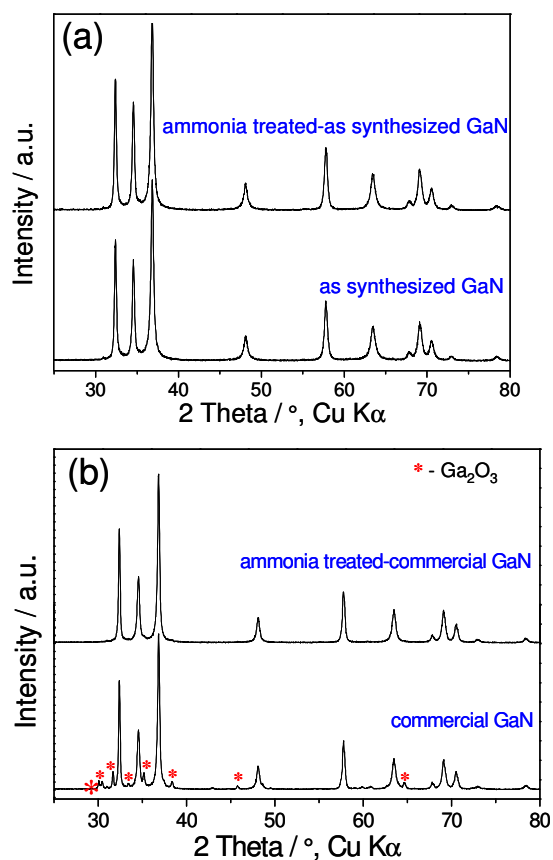 (a)
ammonia treated-as synthesized GaN
as synthesized GaN
Intensity / a.u.
30 40 50 60 70 80
2 Theta / °, Cu Kα
(b)
* - Ga₂O₃
ammonia treated-commercial GaN
commercial GaN
* * * * * * * * *
Intensity / a.u.
30 40 50 60 70 80
2 Theta / °, Cu Kα